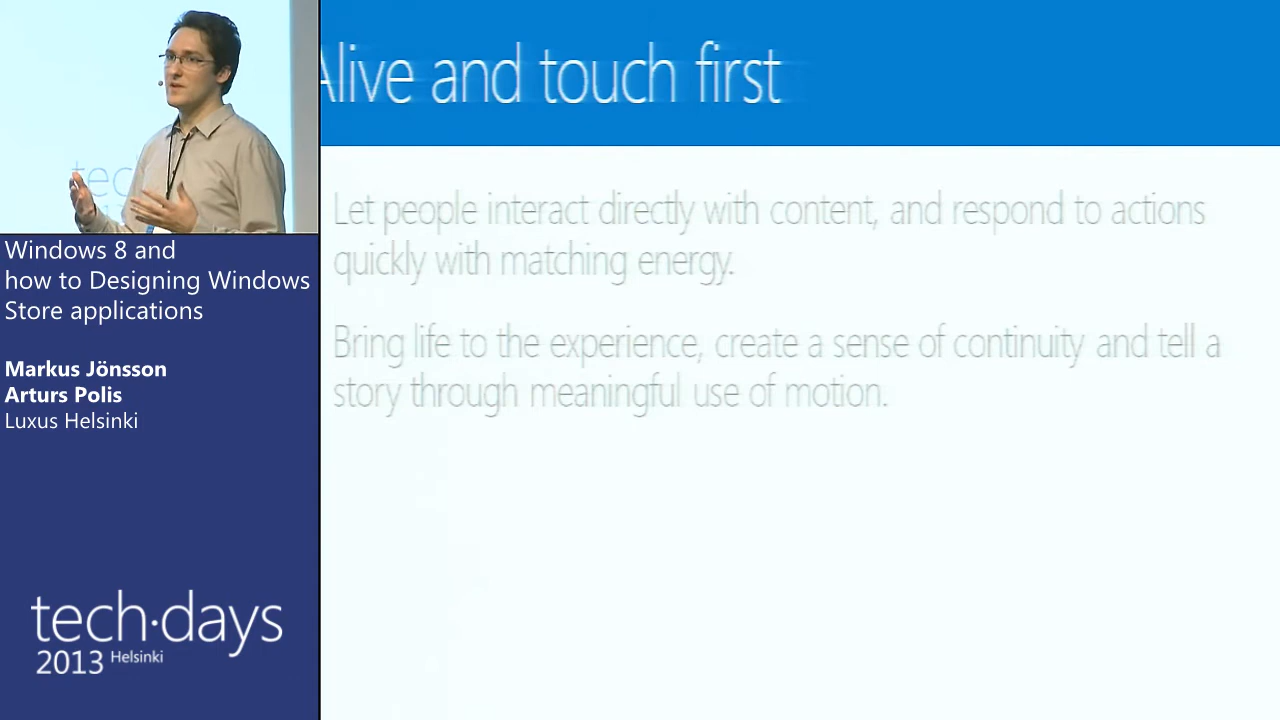 tec
Windows 8 and
how to Designing Windows
Store applications
Markus Jönsson
Arturs Polis
Luxus Helsinki
tech·days
2013 Helsinki
Alive and touch first
Let people interact directly with content, and respond to actions
quickly with matching energy.
Bring life to the experience, create a sense of continuity and tell a
story through meaningful use of motion.